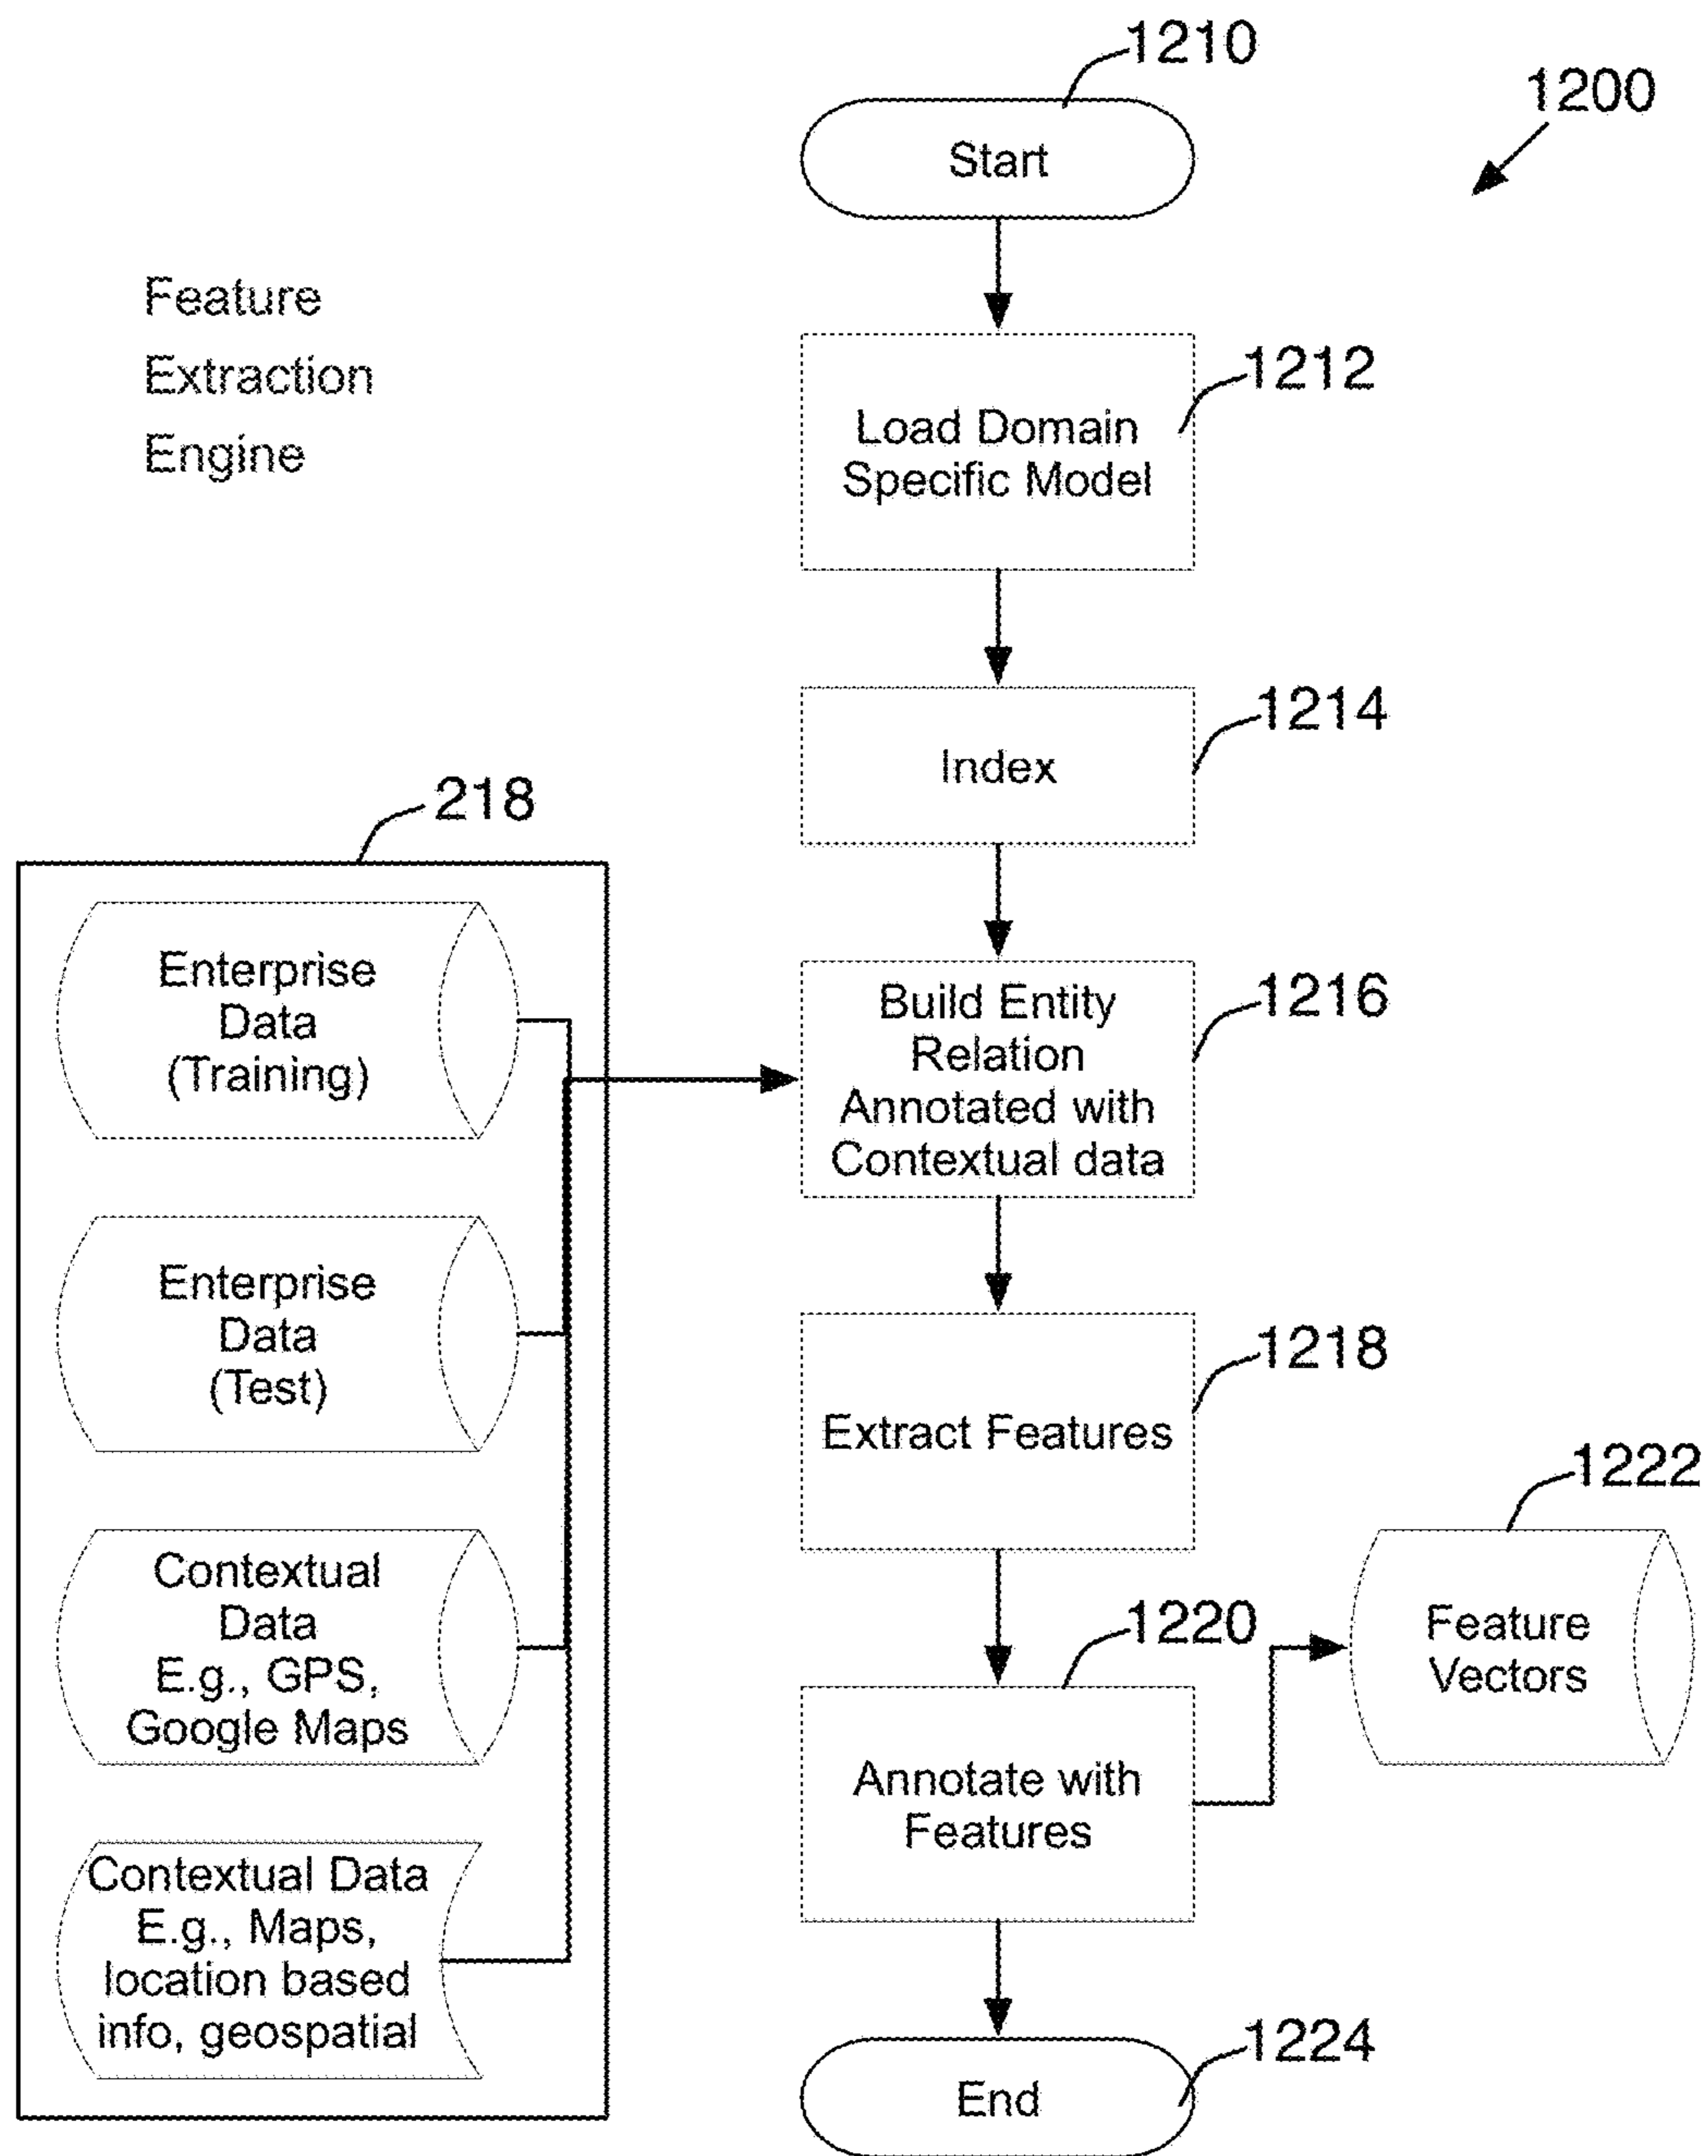 1210
1200
Start
Feature
Extraction
Engine
1212
Load Domain
Specific Model
1214
Index
218
Enterprise
Data
(Training)
1216
Build Entity
Relation
Annotated with
Contextual data
Enterprise
Data
(Test)
1218
Extract Features
Contextual
Data
E.g., GPS,
Google Maps
1222
Feature
Vectors
1220
Annotate with
Features
Contextual Data
E.g., Maps,
location based
info, geospatial
1224
End